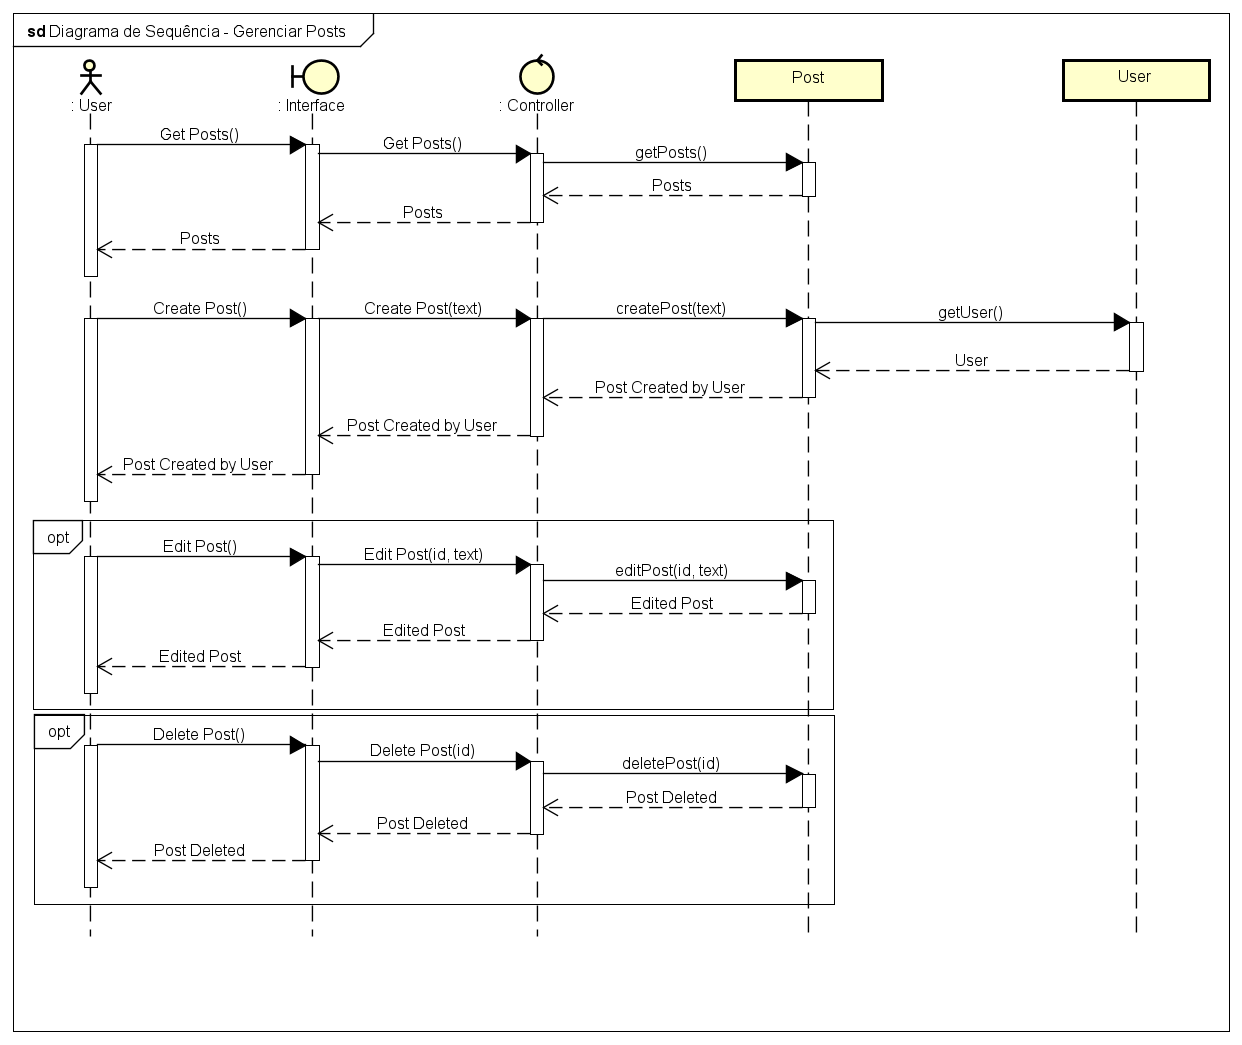 sd Diagrama de Sequência - Gerenciar Posts
: User
: Interface
: Controller
Post
User
Get Posts()
Get Posts()
getPosts()
Posts
Posts
Posts
Create Post()
Create Post(text)
createPost(text)
getUser()
User
Post Created by User
Post Created by User
Post Created by User
opt
Edit Post()
Edit Post(id, text)
editPost(id, text)
Edited Post
Edited Post
Edited Post
opt
Delete Post()
Delete Post(id)
deletePost(id)
Post Deleted
Post Deleted
Post Deleted